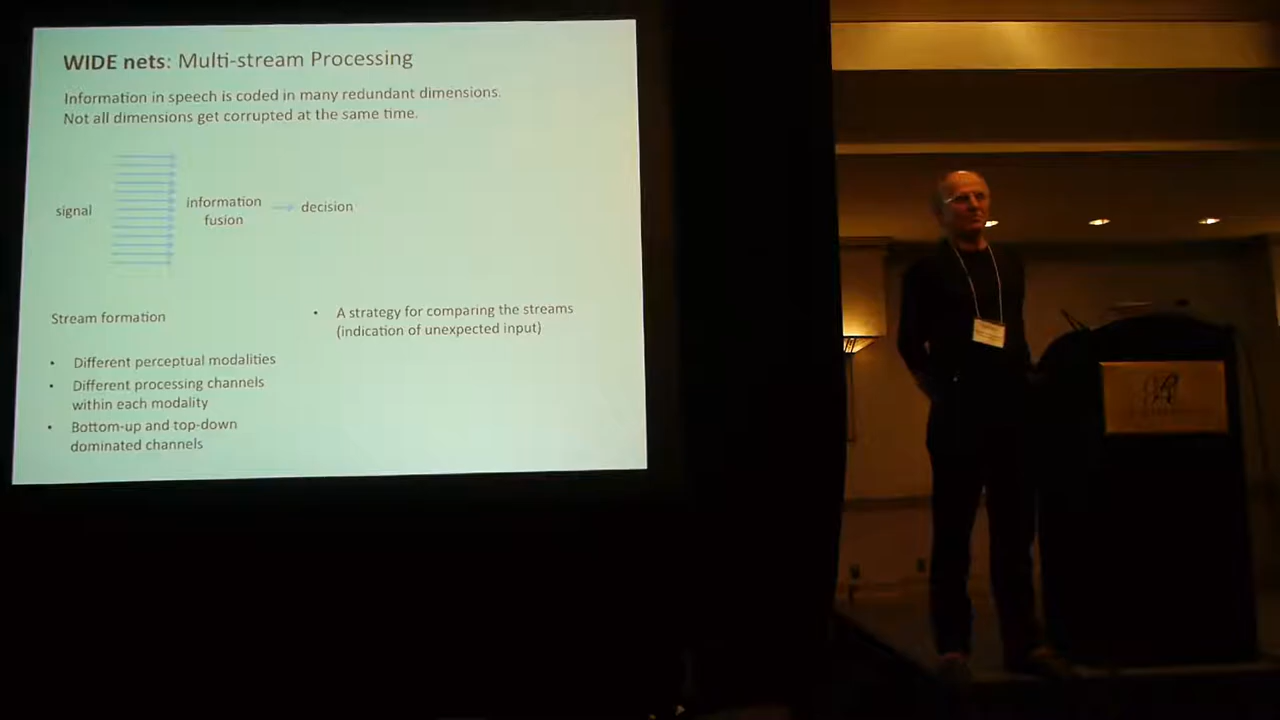 WIDE nets: Multi-stream Processing
Information in speech is coded in many redundant dimensions.
Not all dimensions get corrupted at the same time.
signal
information
fusion
decision
Stream formation
• Different perceptual modalities
• Different processing channels
within each modality
• Bottom-up and top-down
dominated channels
• A strategy for comparing the streams
(indication of unexpected input)